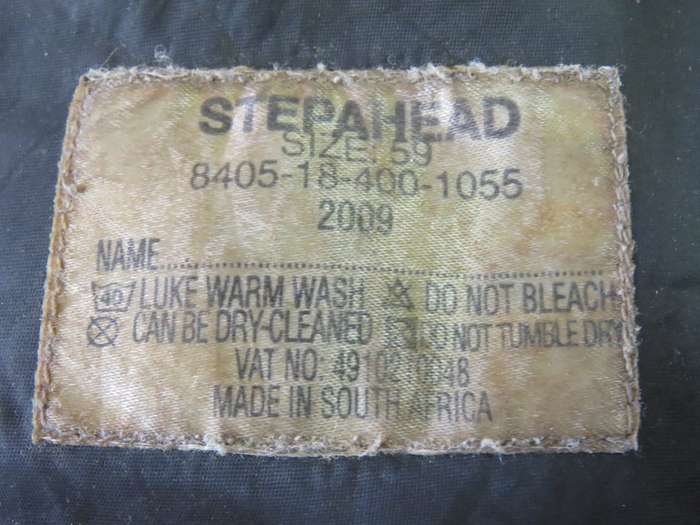 STEPAHEAD
SIZE: 59
8405-18-400-1055
2009
NAME
40 LUKE WARM WASH DO NOT BLEACH
CAN BE DRY-CLEANED DO NOT TUMBLE DRY
VAT NO:
MADE IN SOUTH AFRICA